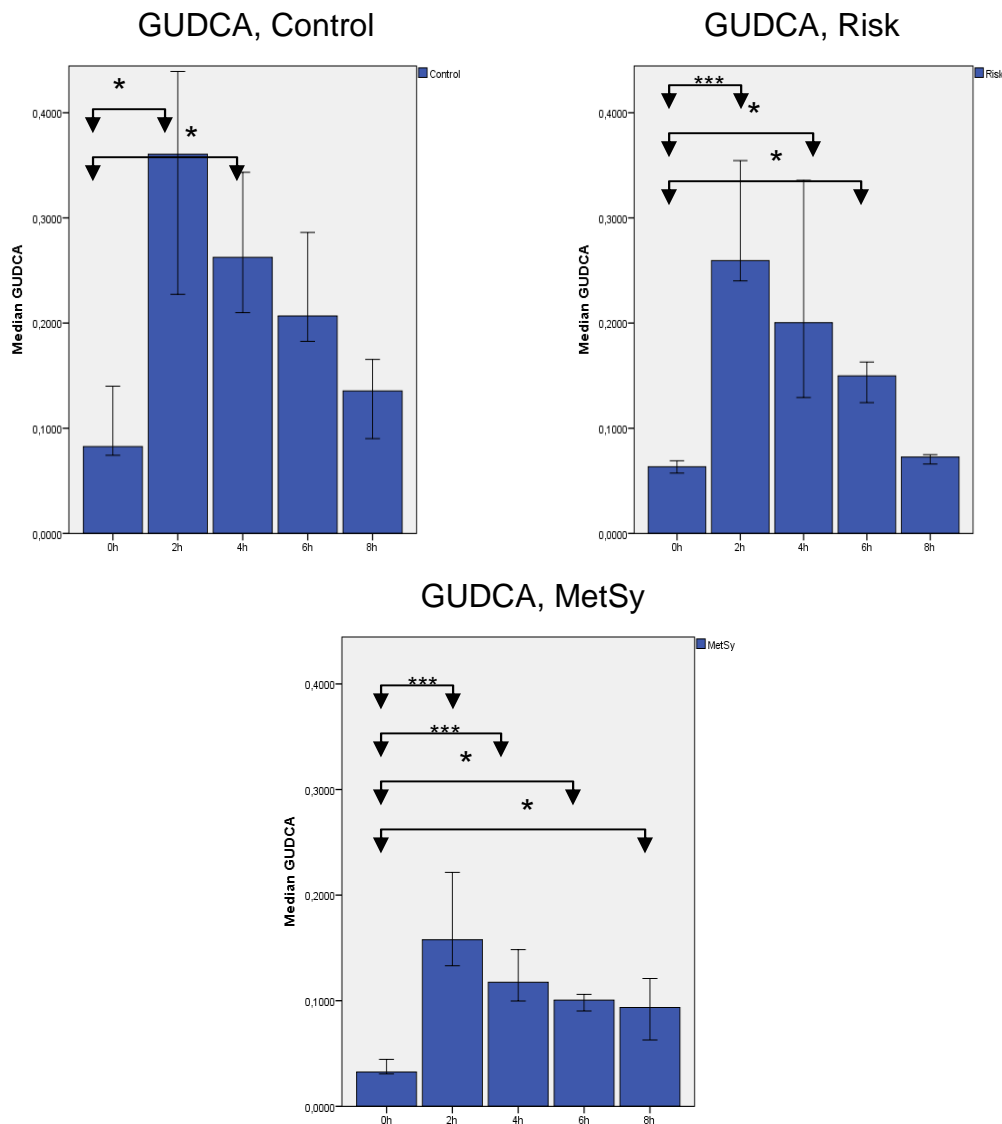 GUDCA, Control
Control
*
*
0,4000
0,3000
0,2000
0,1000
0,0000
Median GUDCA
0h 2h 4h 6h 8h
GUDCA, Risk
Risk
***
*
*
0,4000
0,3000
0,2000
0,1000
0,0000
Median GUDCA
0h 2h 4h 6h 8h
GUDCA, MetSy
MetSy
***
***
*
*
0,4000
0,3000
0,2000
0,1000
0,0000
Median GUDCA
0h 2h 4h 6h 8h